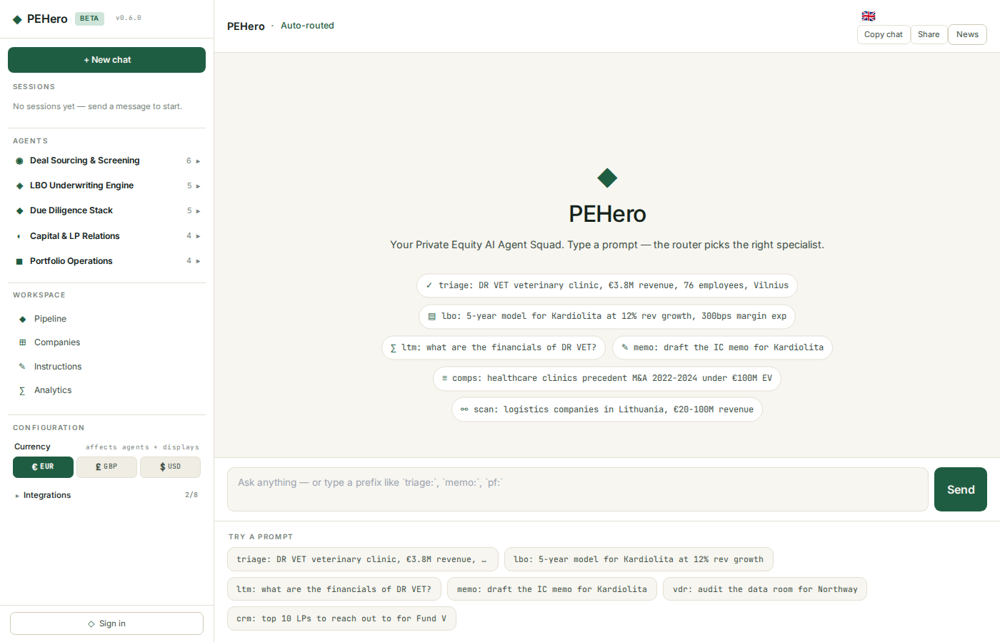 PEHero BETA v0.6.0
+ New chat
SESSIONS
No sessions yet — send a message to start.
AGENTS
Deal Sourcing & Screening 6
LBO Underwriting Engine 5
Due Diligence Stack 5
Capital & LP Relations 4
Portfolio Operations 4
WORKSPACE
Pipeline
Companies
Instructions
Analytics
CONFIGURATION
Currency affects agents + displays
€ EUR £ GBP $ USD
Integrations 2/8
Sign in
PEHero · Auto-routed
Copy chat Share News
PEHero
Your Private Equity AI Agent Squad. Type a prompt — the router picks the right specialist.
✓ triage: DR VET veterinary clinic, €3.8M revenue, 76 employees, Vilnius
lbo: 5-year model for Kardiolita at 12% rev growth, 300bps margin exp
∑ ltm: what are the financials of DR VET? ✎ memo: draft the IC memo for Kardiolita
≡ comps: healthcare clinics precedent M&A 2022-2024 under €100M EV
scan: logistics companies in Lithuania, €20-100M revenue
Ask anything — or type a prefix like `triage:`, `memo:`, `pf:`
Send
TRY A PROMPT
triage: DR VET veterinary clinic, €3.8M revenue, … lbo: 5-year model for Kardiolita at 12% rev growth
ltm: what are the financials of DR VET? memo: draft the IC memo for Kardiolita vdr: audit the data room for Northway
crm: top 10 LPs to reach out to for Fund V